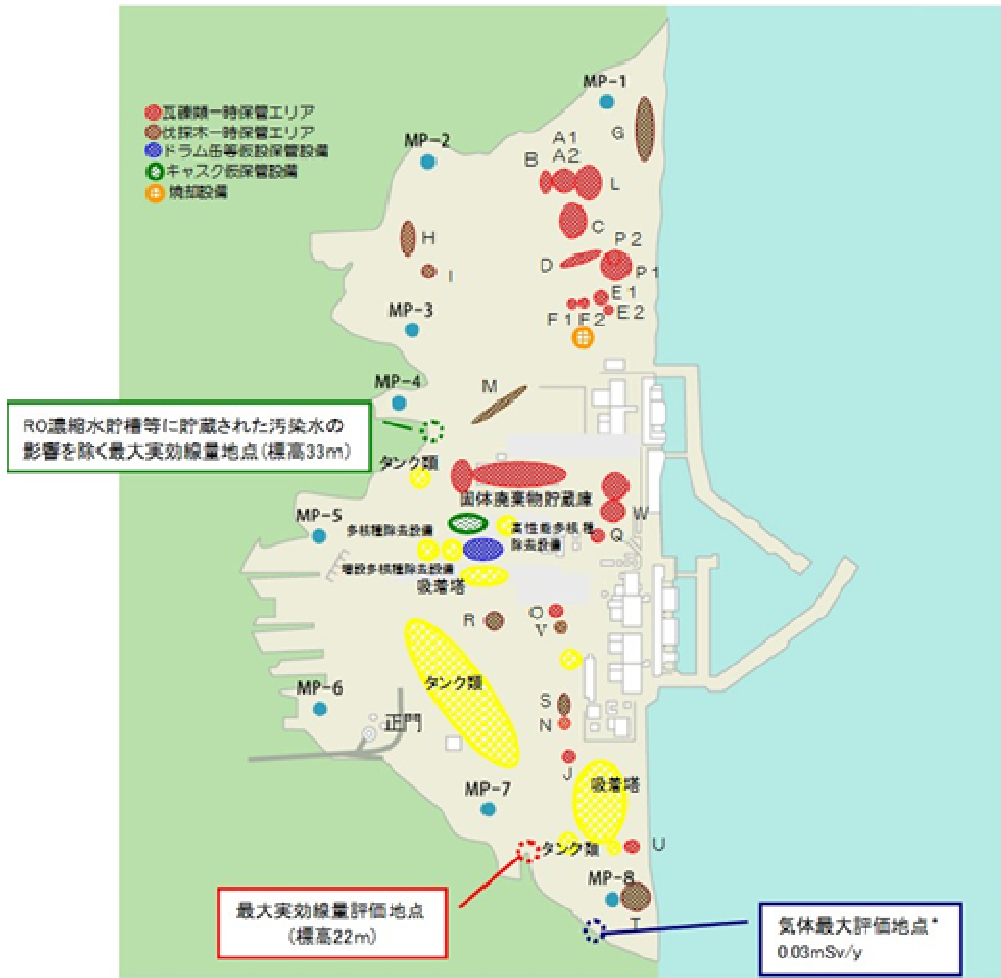 MP-1
瓦礫類一時保管エリア
伐採木一時保管エリア
ドラム缶等仮設保管設備
キャスク仮保管設備
焼却設備
G
MP-2
A1
A2
B
L
C
H
P2
D
P1
I
E1
E2
F1
F2
MP-3
MP-4
M
RO濃縮水貯槽等に貯蔵された汚染水の
影響を除く最大実効線量地点(標高33m)
タンク類
固体廃棄物貯蔵庫
W
MP-5
多核種除去設備
高性能多核種
除去設備
Q
増設多核種除去設備
吸着塔
R
O
V
タンク類
MP-6
正門
S
N
J
MP-7
吸着塔
タンク類
U
MP-8
T
最大実効線量評価地点
(標高22m)
気体最大評価地点*
0.03mSv/y